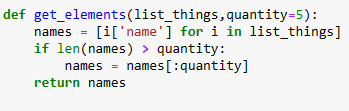 def get_elements(list_things,quantity=5):
    names = [i['name'] for i in list_things]
    if len(names) > quantity:
        names = names[:quantity]
    return names